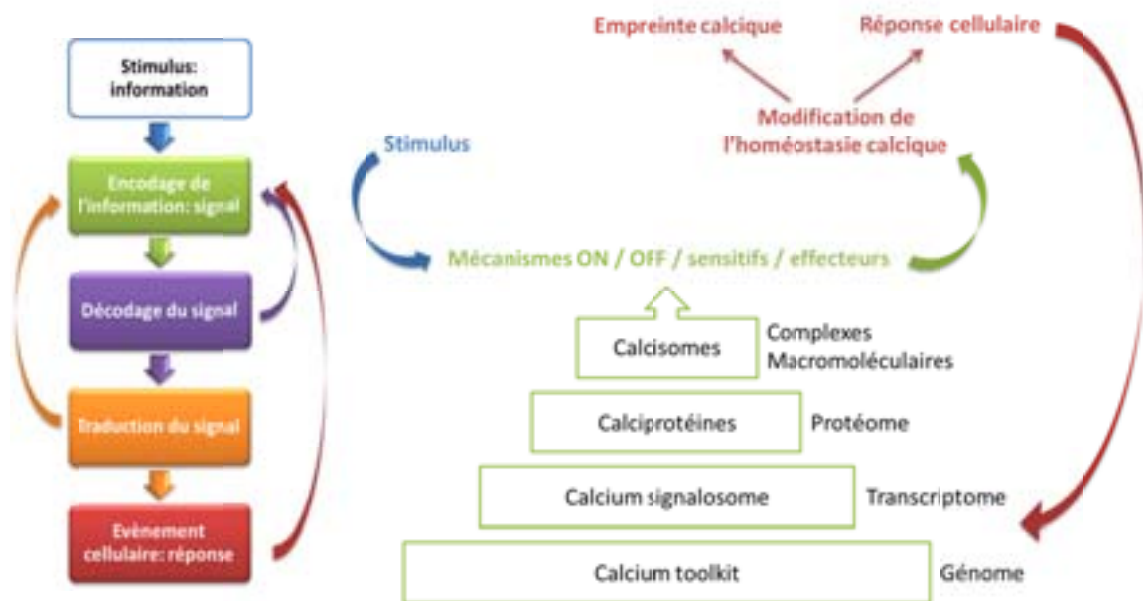 Stimulus:
information
Encodage de
l'information: signal
Décodage du signal
Traduction du signal
Evènement
cellulaire: réponse
Empreinte calcique
Réponse cellulaire
Modification de
l'homéostasie calcique
Stimulus
Mécanismes ON / OFF / sensitifs / effecteurs
Calcisomes
Complexes
Macromoléculaires
Calciprotéines
Protéome
Calcium signalosome
Transcriptome
Calcium toolkit
Génome